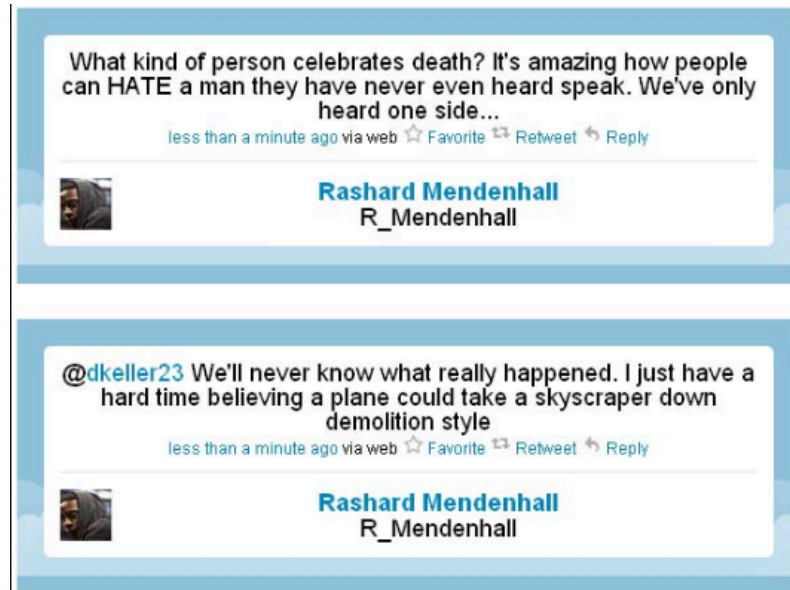 What kind of person celebrates death? It's amazing how people
can HATE a man they have never even heard speak. We've only
heard one side...
less than a minute ago via web Favorite Retweet Reply
Rashard Mendenhall
R_Mendenhall
@dkeller23 We'll never know what really happened. I just have a
hard time believing a plane could take a skyscraper down
demolition style
less than a minute ago via web Favorite Retweet Reply
Rashard Mendenhall
R_Mendenhall